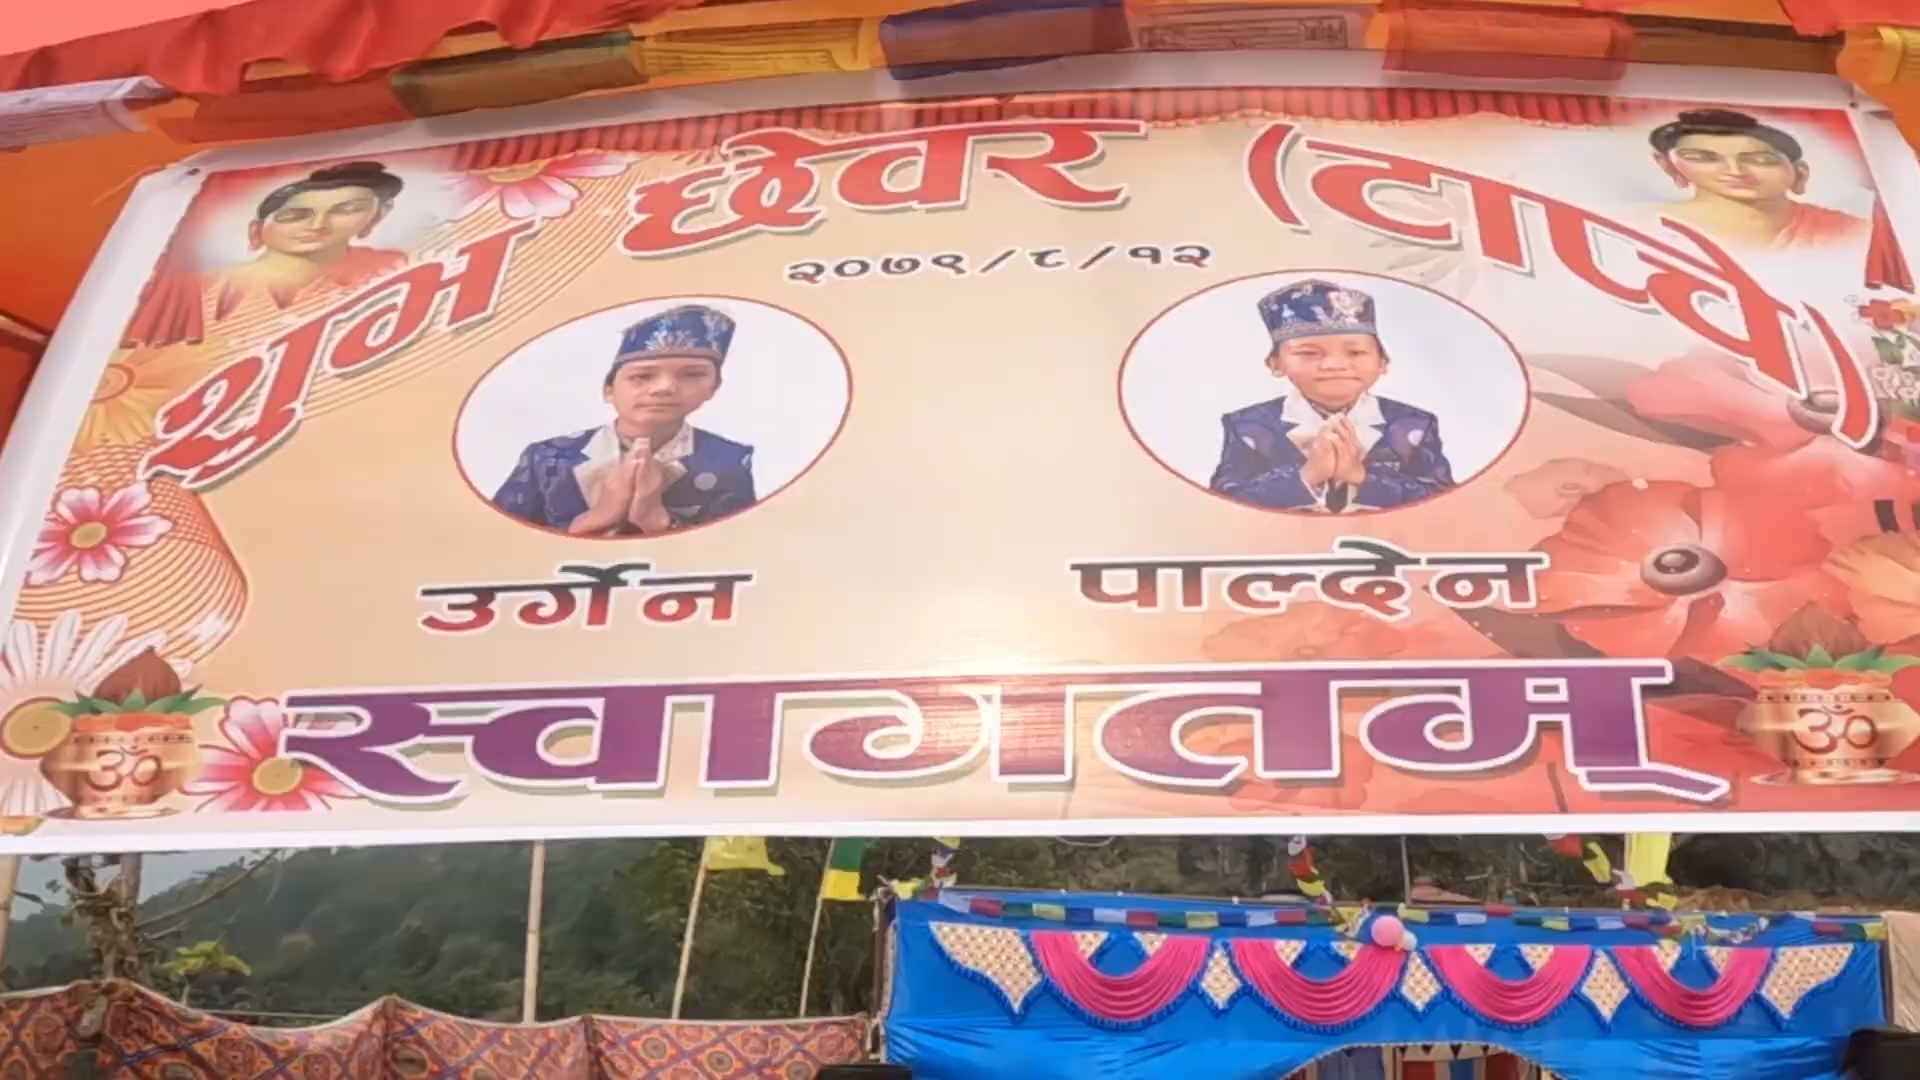 शुभ छेवर (टाप्चे)
२०७९/८/१२
उर्गेन
पाल्देन
स्वागतम्
ॐ
ॐ